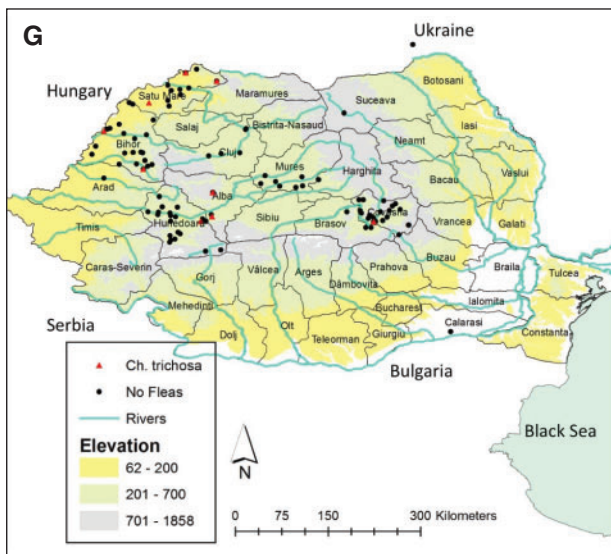 G
Ukraine
Hungary
Botosani
Satu Mare
Maramures
Suceava
Salaj
Bistrita-Nasaud
Iasi
Bihor
Cluj
Neamt
Mures
Harghita
Vaslui
Arad
Alba
Bacau
Timis
Hunedoara
Sibiu
Brasov
Vrancea
Galati
Caras-Severin
Gorj
Vâlcea
Arges
Prahova
Buzau
Braila
Tulcea
Dâmbovita
Mehedinti
Ialomita
Bucharest
Serbia
Olt
Calarasi
Dolj
Teleorman
Giurgiu
Constanta
Bulgaria
Black Sea
Ch. trichosa
No Fleas
Rivers
Elevation
62 - 200
201 - 700
701 - 1858
N
0 75 150 300 Kilometers